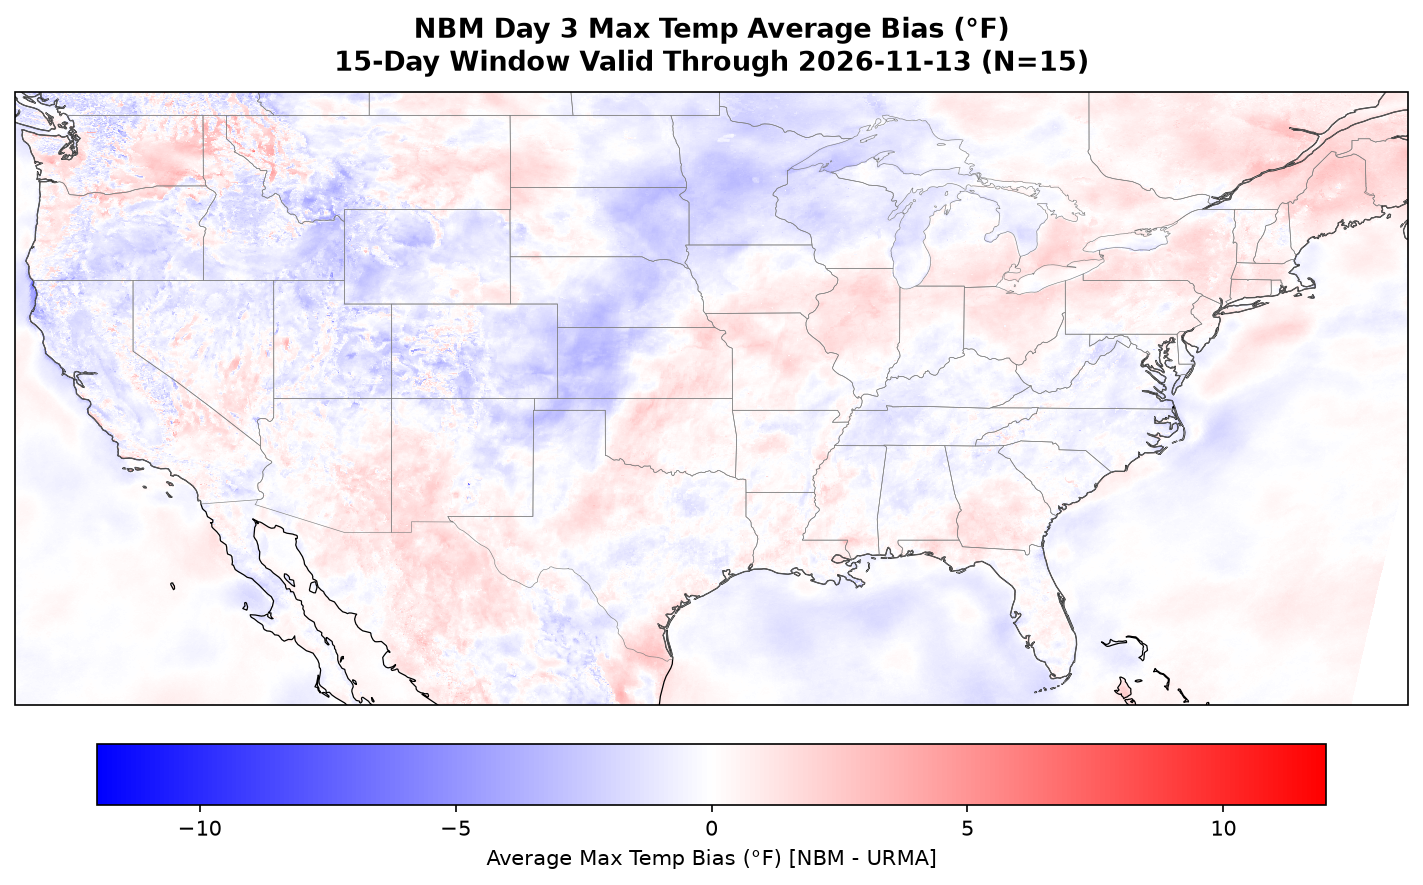 NBM Day 3 Max Temp Average Bias (°F)
15-Day Window Valid Through 2026-11-13 (N=15)
−10 −5 0 5 10
Average Max Temp Bias (°F) [NBM - URMA]